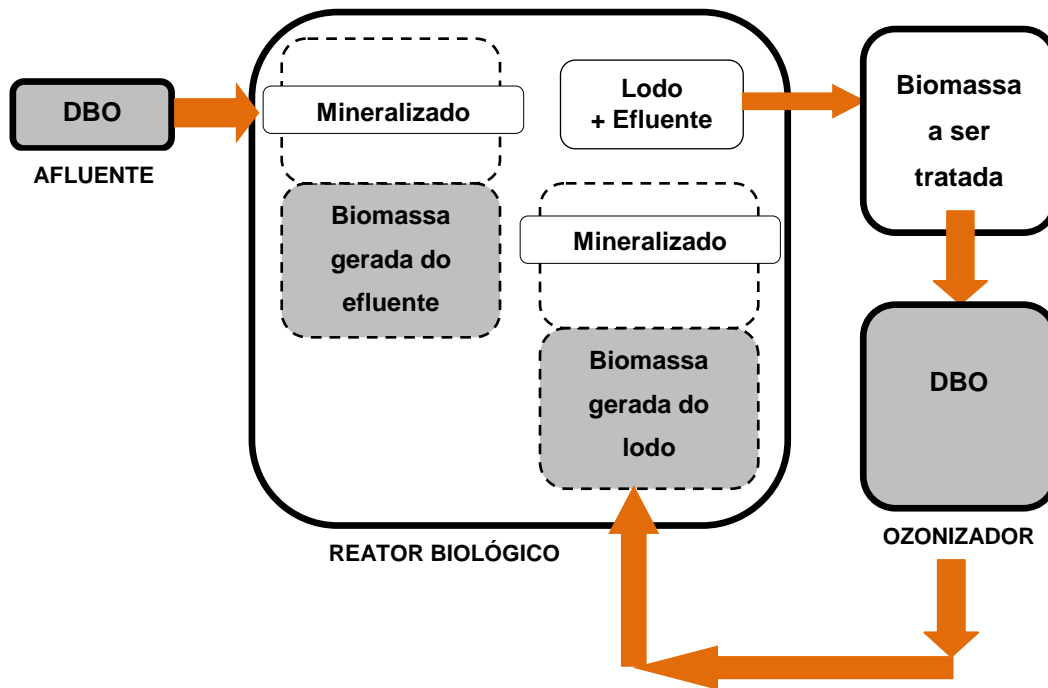 DBO
AFLUENTE
Mineralizado
Biomassa
gerada do
efluente
Lodo
+ Efluente
Mineralizado
Biomassa
gerada do
lodo
REATOR BIOLÓGICO
Biomassa
a ser
tratada
DBO
OZONIZADOR